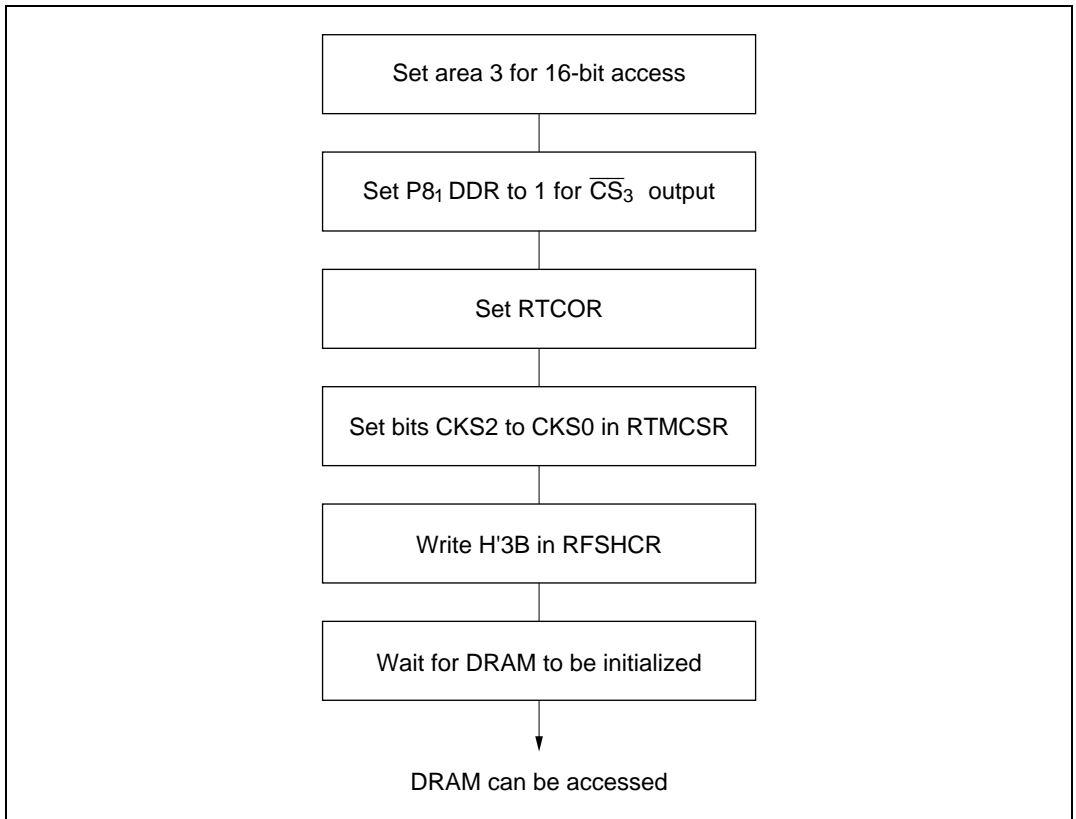 Set area 3 for 16-bit access
Set P8₁ DDR to 1 for C̅S̅₃ output
Set RTCOR
Set bits CKS2 to CKS0 in RTMCSR
Write H'3B in RFSHCR
Wait for DRAM to be initialized
DRAM can be accessed